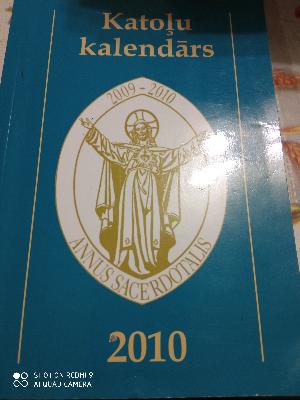 Katoļu
kalendārs
2009 - 2010
ANNUS SACERDOTALIS
2010
SHOT ON REDMI 9
AI QUAD CAMERA